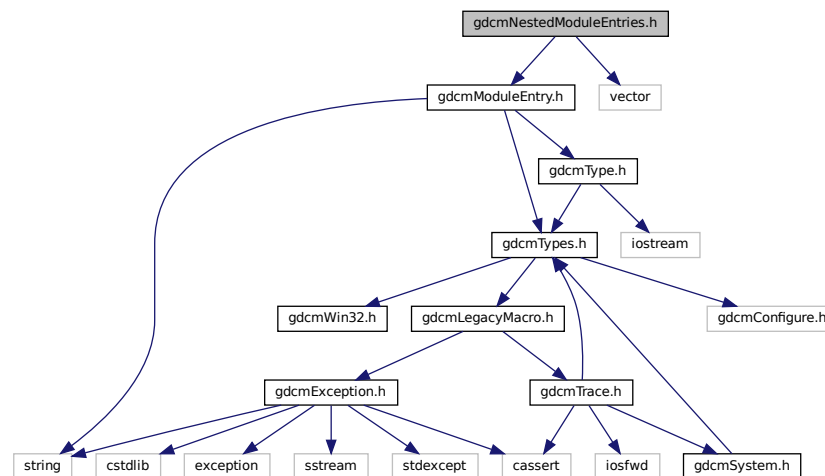 gdcmNestedModuleEntries.h
gdcmModuleEntry.h
vector
gdcmType.h
gdcmTypes.h
iostream
gdcmWin32.h
gdcmLegacyMacro.h
gdcmConfigure.h
gdcmException.h
gdcmTrace.h
string
cstdlib
exception
sstream
stdexcept
cassert
iosfwd
gdcmSystem.h